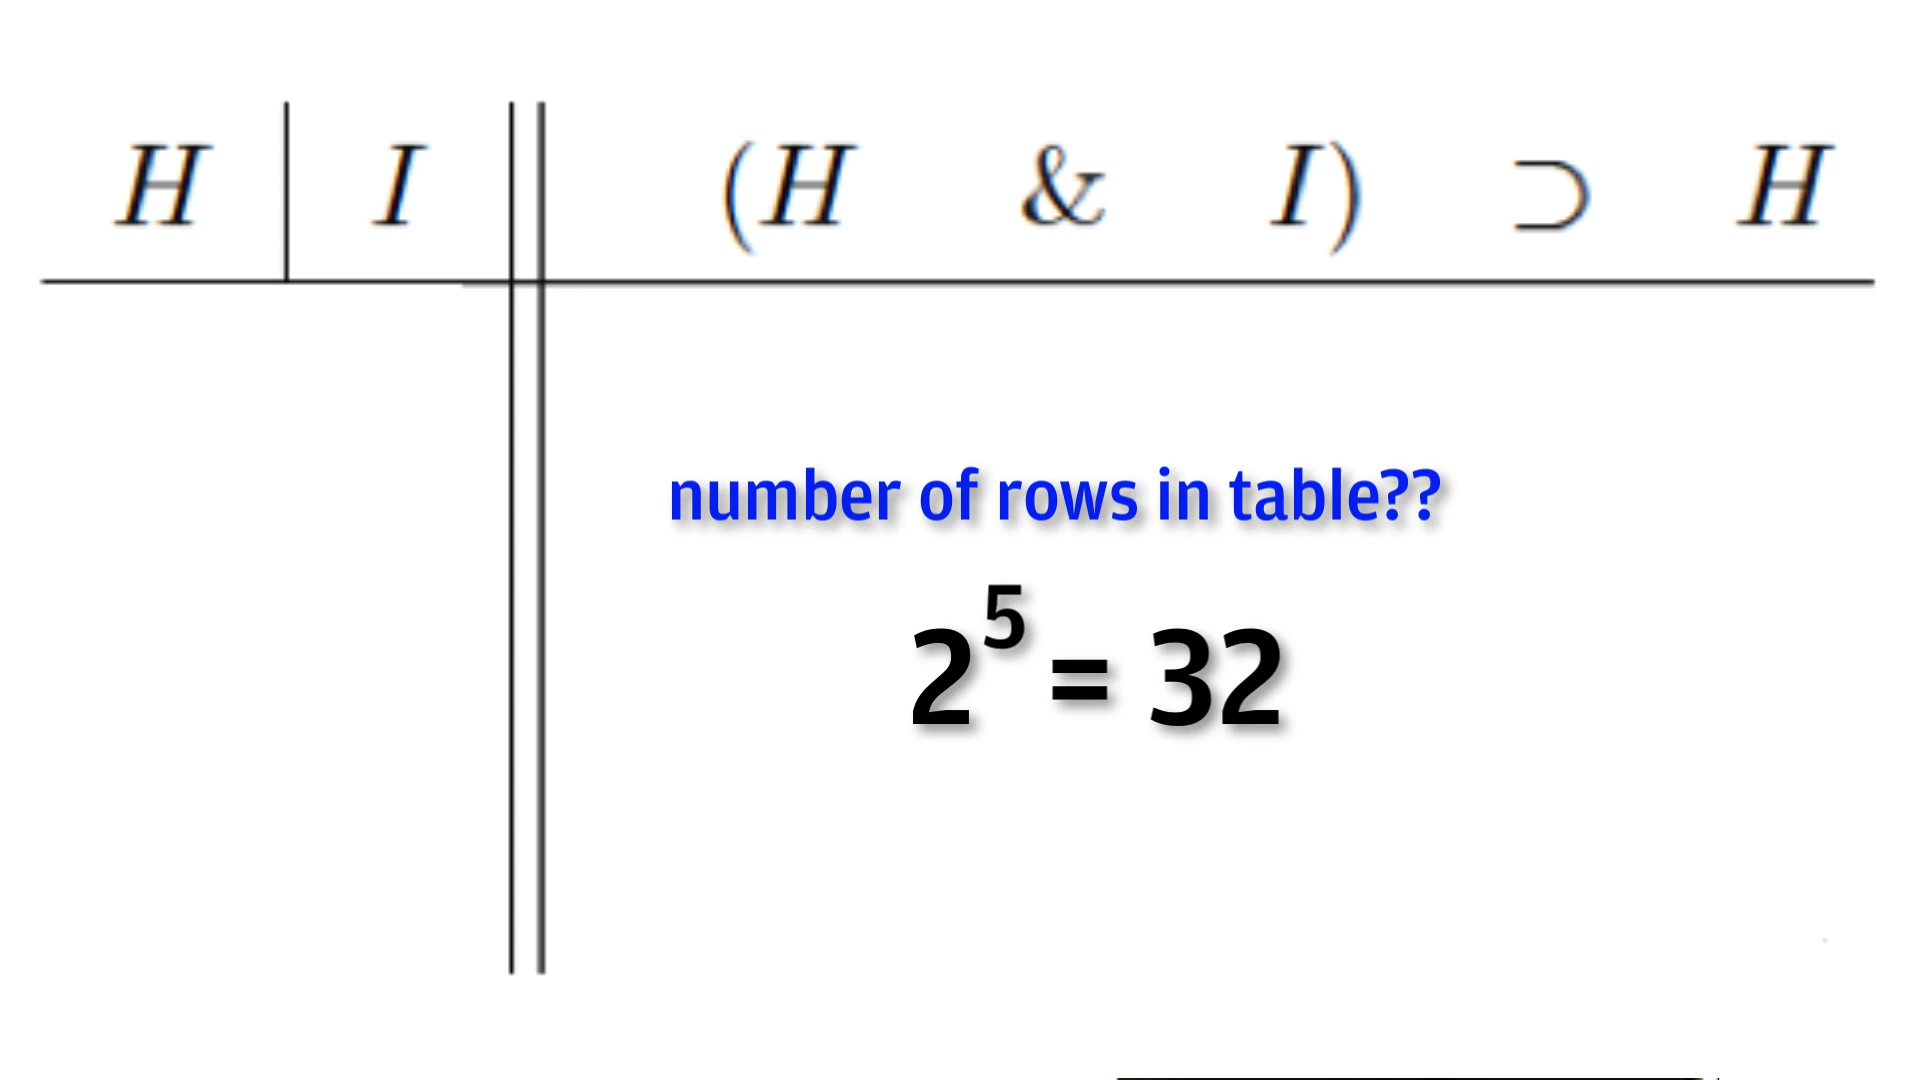 H I (H & I) ⊃ H
number of rows in table??
2⁵ = 32